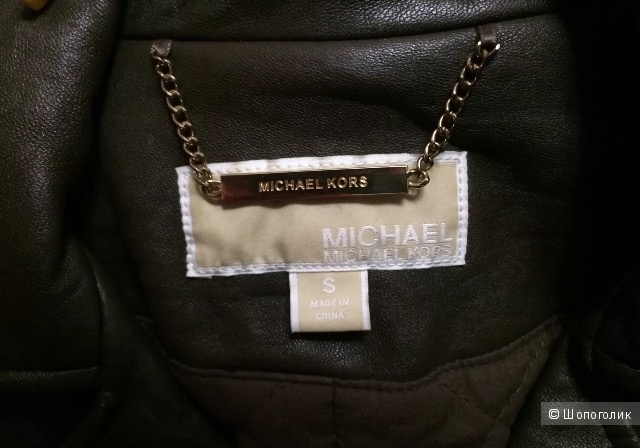 MICHAEL KORS
MICHAEL
MICHAEL KORS
S
MADE IN
CHINA
© Шопоголик